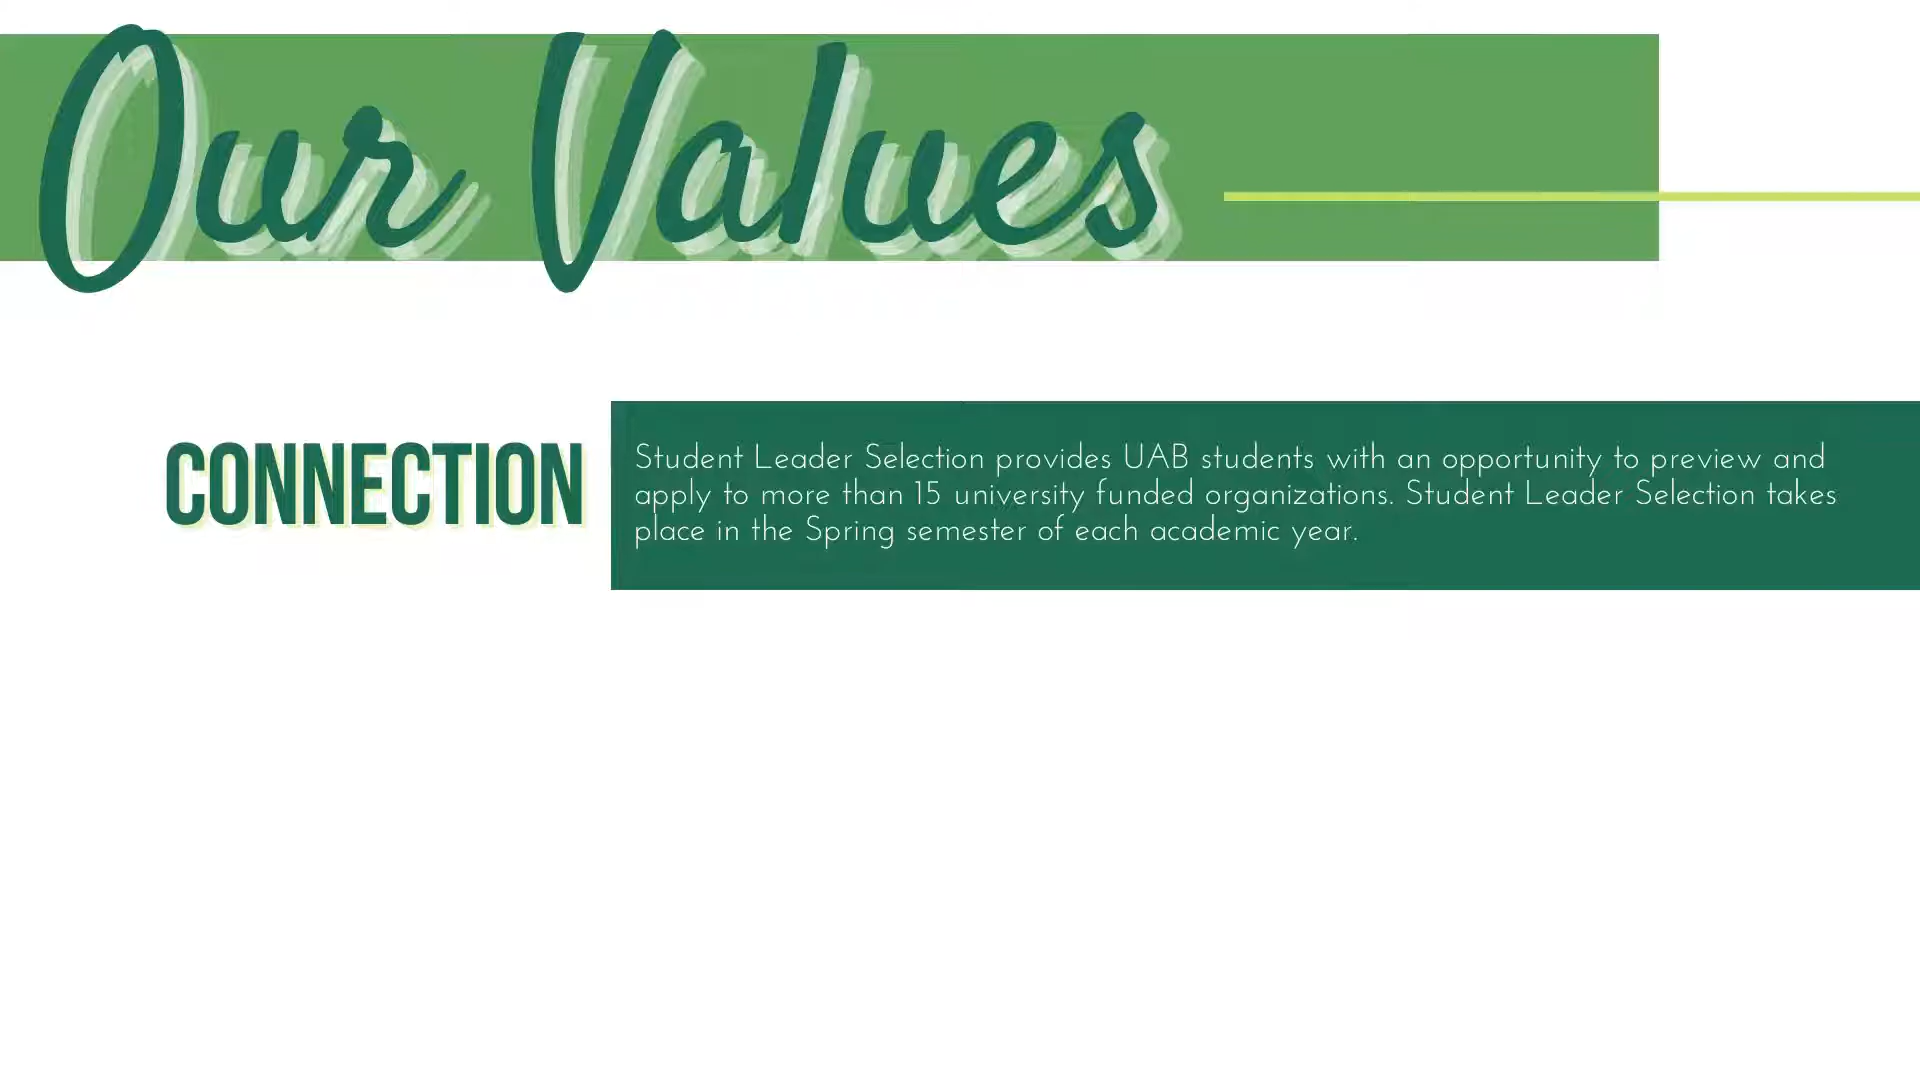 Our Values
CONNECTION
Student Leader Selection provides UAB students with an opportunity to preview and
apply to more than 15 university funded organizations. Student Leader Selection takes
place in the Spring semester of each academic year.